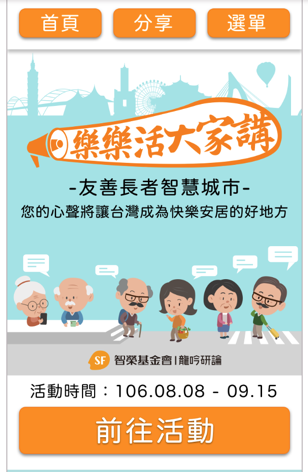 首頁 分享 選單
樂樂活大家講
-友善長者智慧城市-
您的心聲將讓台灣成為快樂安居的好地方
SF 智榮基金會|龍吟研論
活動時間：106.08.08 - 09.15
前往活動